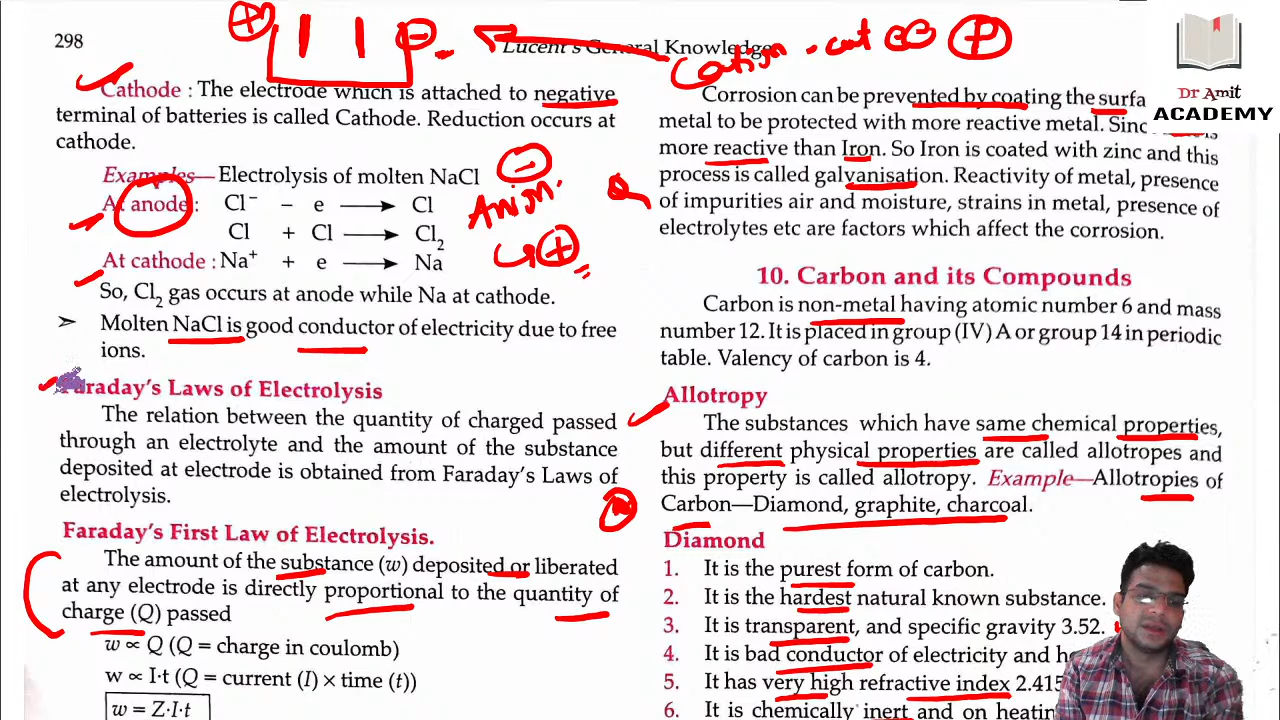 298
Lucent's General Knowledge
Cation . cat
Dr Amit
ACADEMY
Cathode : The electrode which is attached to negative
terminal of batteries is called Cathode. Reduction occurs at
cathode.
Examples— Electrolysis of molten NaCl
At anode : Cl⁻ − e ⟶ Cl
Cl + Cl ⟶ Cl₂
At cathode : Na⁺ + e ⟶ Na
Anion.
So, Cl₂ gas occurs at anode while Na at cathode.
➢ Molten NaCl is good conductor of electricity due to free
ions.
Faraday's Laws of Electrolysis
The relation between the quantity of charged passed
through an electrolyte and the amount of the substance
deposited at electrode is obtained from Faraday's Laws of
electrolysis.
Faraday's First Law of Electrolysis.
The amount of the substance (w) deposited or liberated
at any electrode is directly proportional to the quantity of
charge (Q) passed
w ∝ Q (Q = charge in coulomb)
w ∝ I·t (Q = current (I) × time (t)
w = Z·I·t
Corrosion can be prevented by coating the surfa
metal to be protected with more reactive metal. Sinc is
more reactive than Iron. So Iron is coated with zinc and this
process is called galvanisation. Reactivity of metal, presence
of impurities air and moisture, strains in metal, presence of
electrolytes etc are factors which affect the corrosion.
10. Carbon and its Compounds
Carbon is non-metal having atomic number 6 and mass
number 12. It is placed in group (IV) A or group 14 in periodic
table. Valency of carbon is 4.
Allotropy
The substances which have same chemical properties,
but different physical properties are called allotropes and
this property is called allotropy. Example—Allotropies of
Carbon—Diamond, graphite, charcoal.
Diamond
1. It is the purest form of carbon.
2. It is the hardest natural known substance.
3. It is transparent, and specific gravity 3.52.
4. It is bad conductor of electricity and h
5. It has very high refractive index 2.415
6. It is chemically inert and on heating